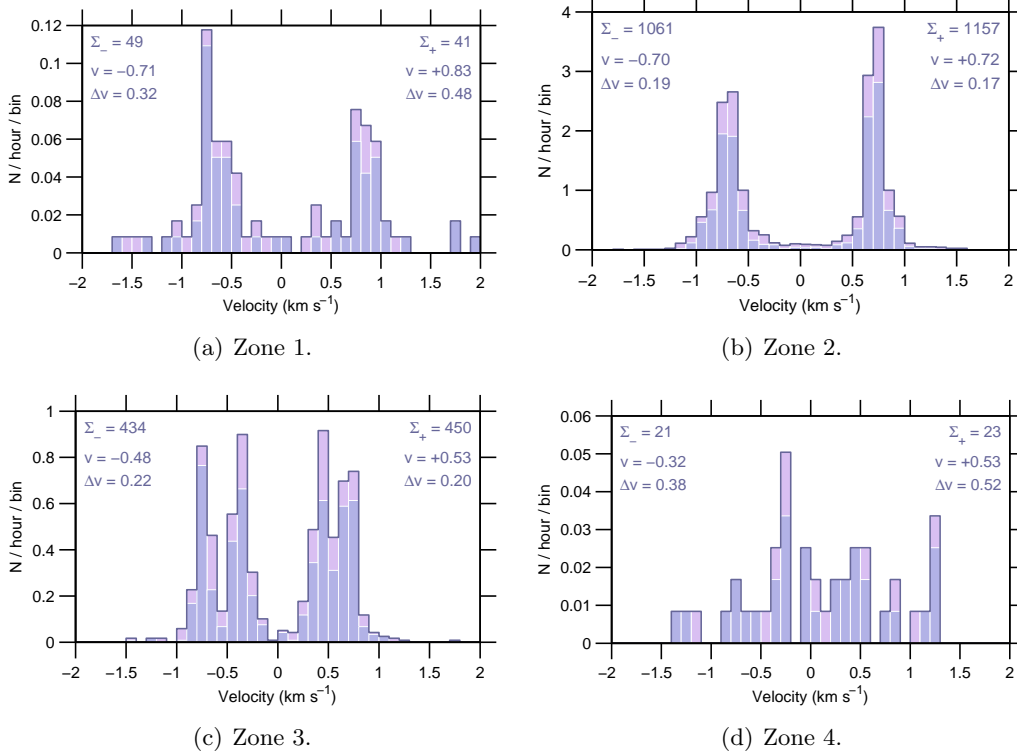 0.12
0.10
0.08
0.06
0.04
0.02
0
N / hour / bin
Σ− = 49
v = −0.71
Δv = 0.32
Σ+ = 41
v = +0.83
Δv = 0.48
−2 −1.5 −1 −0.5 0 0.5 1 1.5 2
Velocity (km s−1)
(a) Zone 1.
4
3
2
1
0
N / hour / bin
Σ− = 1061
v = −0.70
Δv = 0.19
Σ+ = 1157
v = +0.72
Δv = 0.17
−2 −1.5 −1 −0.5 0 0.5 1 1.5 2
Velocity (km s−1)
(b) Zone 2.
1
0.8
0.6
0.4
0.2
0
N / hour / bin
Σ− = 434
v = −0.48
Δv = 0.22
Σ+ = 450
v = +0.53
Δv = 0.20
−2 −1.5 −1 −0.5 0 0.5 1 1.5 2
Velocity (km s−1)
(c) Zone 3.
0.06
0.05
0.04
0.03
0.02
0.01
0
N / hour / bin
Σ− = 21
v = −0.32
Δv = 0.38
Σ+ = 23
v = +0.53
Δv = 0.52
−2 −1.5 −1 −0.5 0 0.5 1 1.5 2
Velocity (km s−1)
(d) Zone 4.